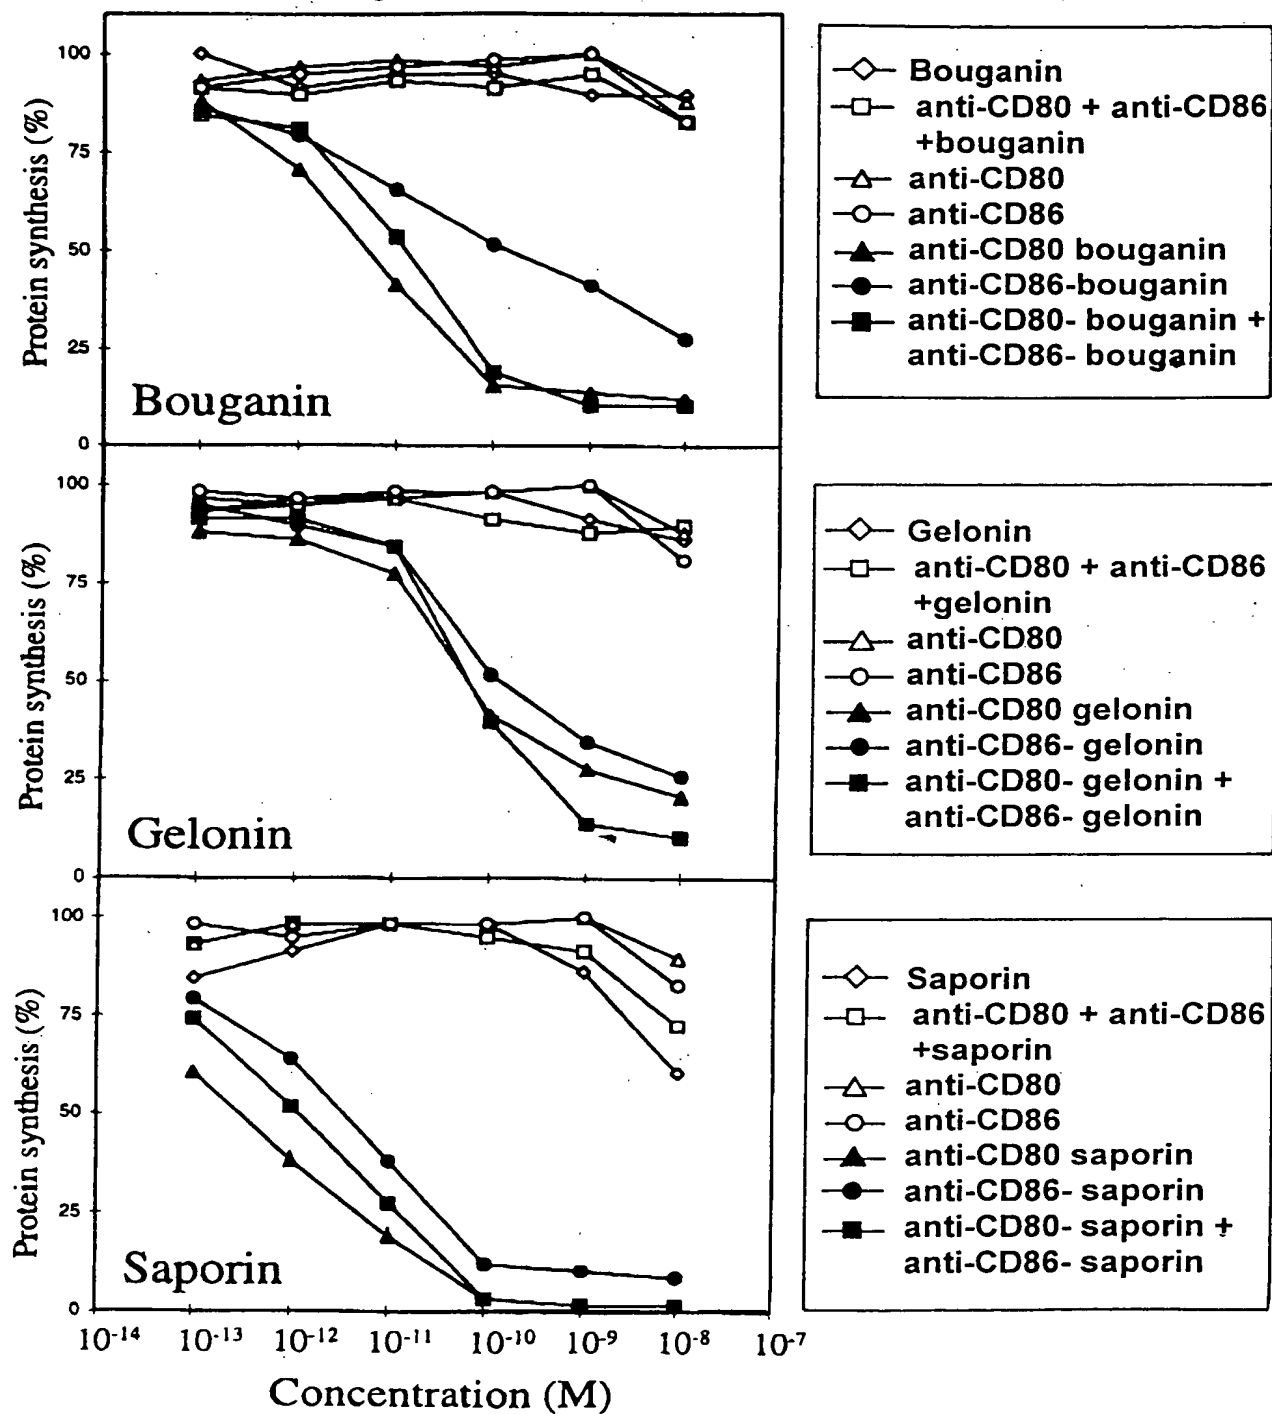 Protein synthesis (%)
100
75
50
25
0
Bouganin
Bouganin
anti-CD80 + anti-CD86
+bouganin
anti-CD80
anti-CD86
anti-CD80 bouganin
anti-CD86-bouganin
anti-CD80- bouganin +
anti-CD86- bouganin
Protein synthesis (%)
100
75
50
25
0
Gelonin
Gelonin
anti-CD80 + anti-CD86
+gelonin
anti-CD80
anti-CD86
anti-CD80 gelonin
anti-CD86- gelonin
anti-CD80- gelonin +
anti-CD86- gelonin
Protein synthesis (%)
100
75
50
25
0
Saporin
Saporin
anti-CD80 + anti-CD86
+saporin
anti-CD80
anti-CD86
anti-CD80 saporin
anti-CD86- saporin
anti-CD80- saporin +
anti-CD86- saporin
10-14 10-13 10-12 10-11 10-10 10-9 10-8 10-7
Concentration (M)